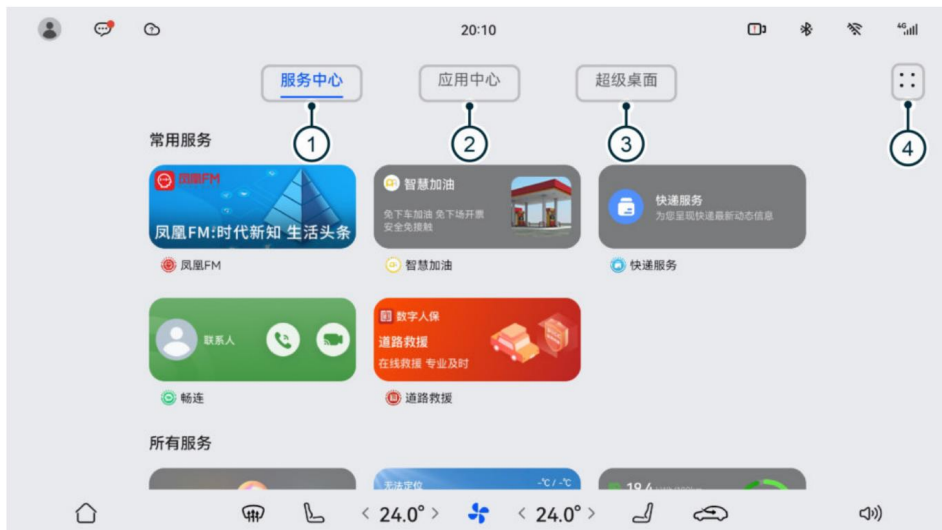 20:10
4G
服务中心
应用中心
超级桌面
1
2
3
4
常用服务
凤凰FM
凤凰FM:时代新知 生活头条
凤凰FM
智慧加油
免下车加油 免下场开票
安全免接触
智慧加油
快递服务
为您呈现快递最新动态信息
快递服务
联系人
畅连
数字人保
道路救援
在线救援 专业及时
道路救援
所有服务
无法定位
-℃/-℃
19.4
< 24.0° >
< 24.0° >